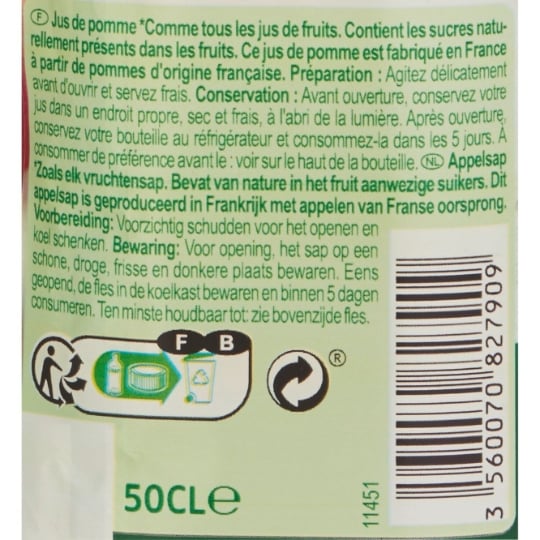 Ⓕ Jus de pomme *Comme tous les jus de fruits. Contient les sucres natu-
rellement présents dans les fruits. Ce jus de pomme est fabriqué en France
à partir de pommes d'origine française. Préparation : Agitez délicatement
avant d'ouvrir et servez frais. Conservation : Avant ouverture, conservez votre
jus dans un endroit propre, sec et frais, à l'abri de la lumière. Après ouverture,
conservez votre bouteille au réfrigérateur et consommez-la dans les 5 jours. À
consommer de préférence avant le : voir sur le haut de la bouteille. NL Appelsap
*Zoals elk vruchtensap. Bevat van nature in het fruit aanwezige suikers. Dit
appelsap is geproduceerd in Frankrijk met appelen van Franse oorsprong.
Voorbereiding: Voorzichtig schudden voor het openen en
koel schenken. Bewaring: Voor opening, het sap op een
schone, droge, frisse en donkere plaats bewaren. Eens
geopend, de fles in de koelkast bewaren en binnen 5 dagen
consumeren. Ten minste houdbaar tot: zie bovenzijde fles.
F B
®
50CL℮
11451
3 560070 827909